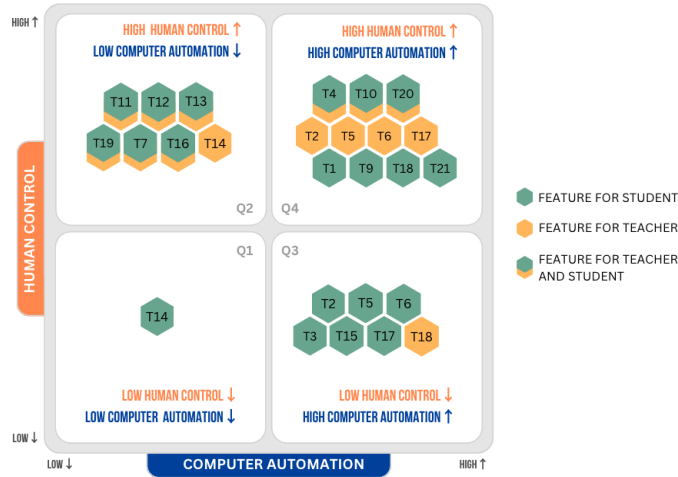 HIGH ↑
HIGH HUMAN CONTROL ↑
LOW COMPUTER AUTOMATION ↓
T11 T12 T13
T19 T7 T16 T14
Q2
HIGH HUMAN CONTROL ↑
HIGH COMPUTER AUTOMATION ↑
T4 T10 T20
T2 T5 T6 T17
T1 T9 T18 T21
Q4
HUMAN CONTROL
Q1
T14
LOW HUMAN CONTROL ↓
LOW COMPUTER AUTOMATION ↓
Q3
T2 T5 T6
T3 T15 T17 T18
LOW HUMAN CONTROL ↓
HIGH COMPUTER AUTOMATION ↑
LOW ↓
LOW ↓
COMPUTER AUTOMATION
HIGH ↑
FEATURE FOR STUDENT
FEATURE FOR TEACHER
FEATURE FOR TEACHER
AND STUDENT